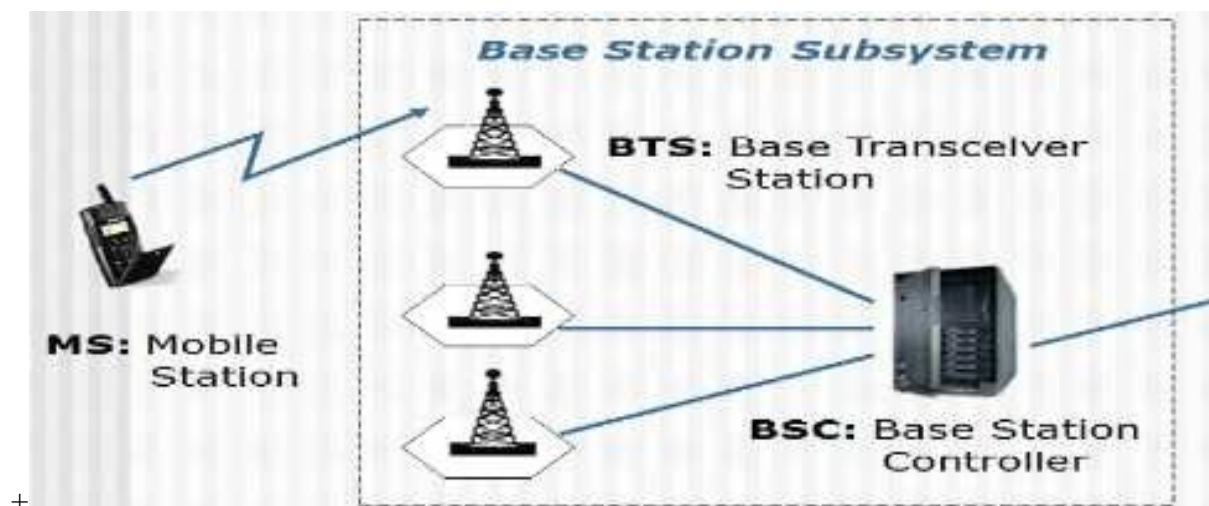 Base Station Subsystem
BTS: Base Transceiver
Station
MS: Mobile
Station
BSC: Base Station
Controller
+